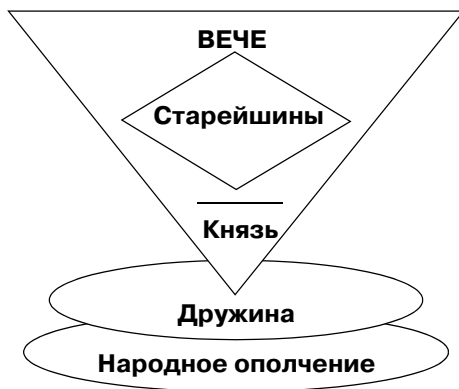 ВЕЧЕ
Старейшины
Князь
Дружина
Народное ополчение